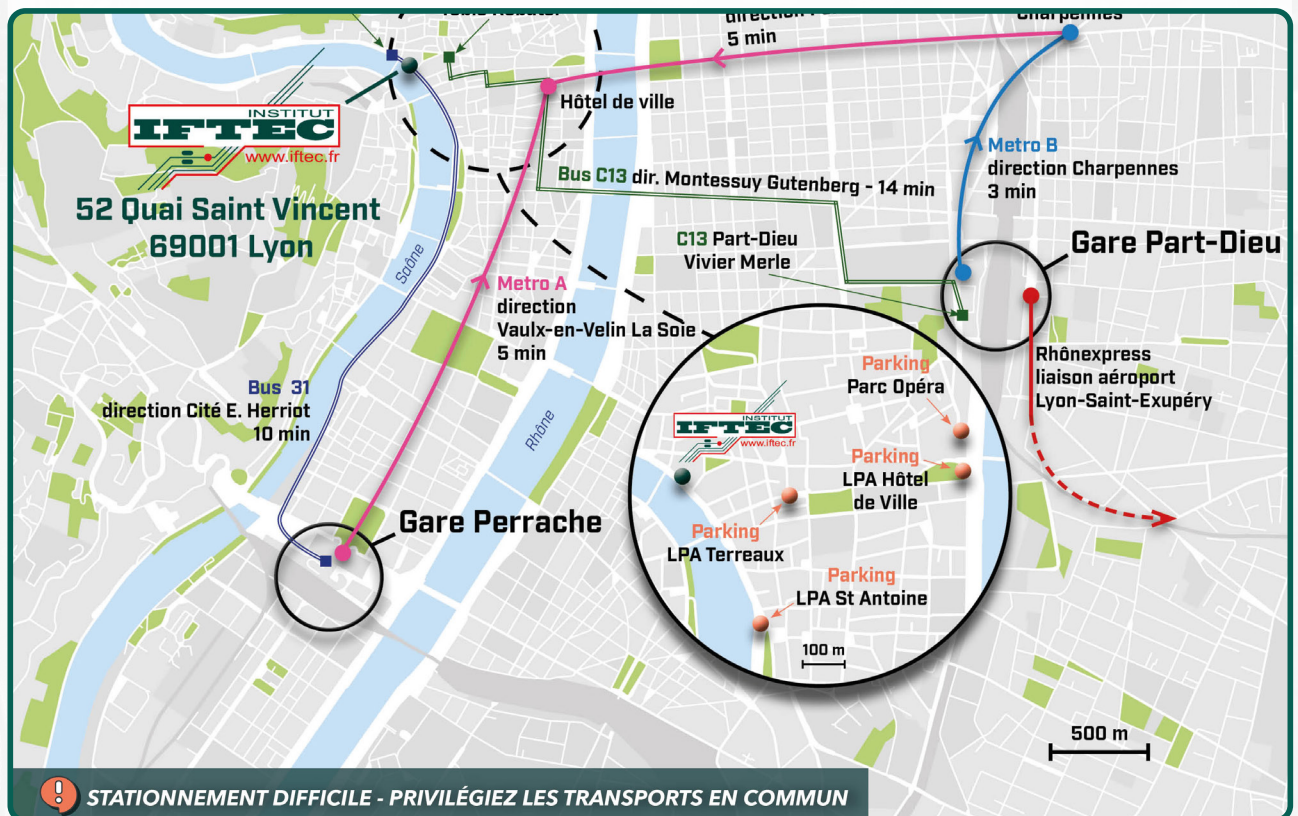 Charpennes
5 min
Hôtel de ville
INSTITUT
IFTEC
www.iftec.fr
52 Quai Saint Vincent
69001 Lyon
Metro B
direction Charpennes
3 min
Bus C13 dir. Montessuy Gutenberg - 14 min
C13 Part-Dieu
Vivier Merle
Gare Part-Dieu
Saône
Metro A
direction
Vaulx-en-Velin La Soie
5 min
Rhônexpress
liaison aéroport
Lyon-Saint-Exupéry
Bus 31
direction Cité E. Herriot
10 min
Rhône
Gare Perrache
Parking
Parc Opéra
INSTITUT
IFTEC
www.iftec.fr
Parking
LPA Hôtel
de Ville
Parking
LPA Terreaux
Parking
LPA St Antoine
100 m
500 m
STATIONNEMENT DIFFICILE - PRIVILÉGIEZ LES TRANSPORTS EN COMMUN